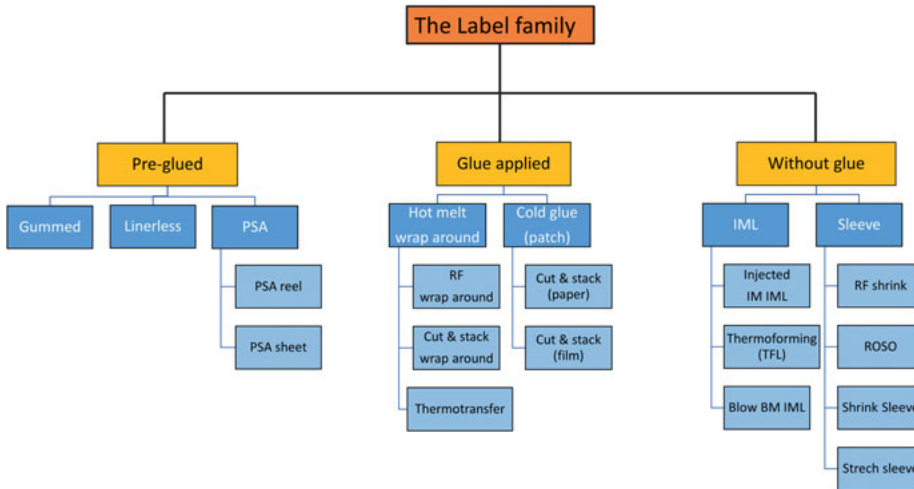 The Label family
Pre-glued
Glue applied
Without glue
Gummed
Linerless
PSA
Hot melt
wrap around
Cold glue
(patch)
IML
Sleeve
PSA reel
PSA sheet
RF
wrap around
Cut & stack
wrap around
Thermotransfer
Cut & stack
(paper)
Cut & stack
(film)
Injected
IM IML
Thermoforming
(TFL)
Blow BM IML
RF shrink
ROSO
Shrink Sleeve
Strech sleeve